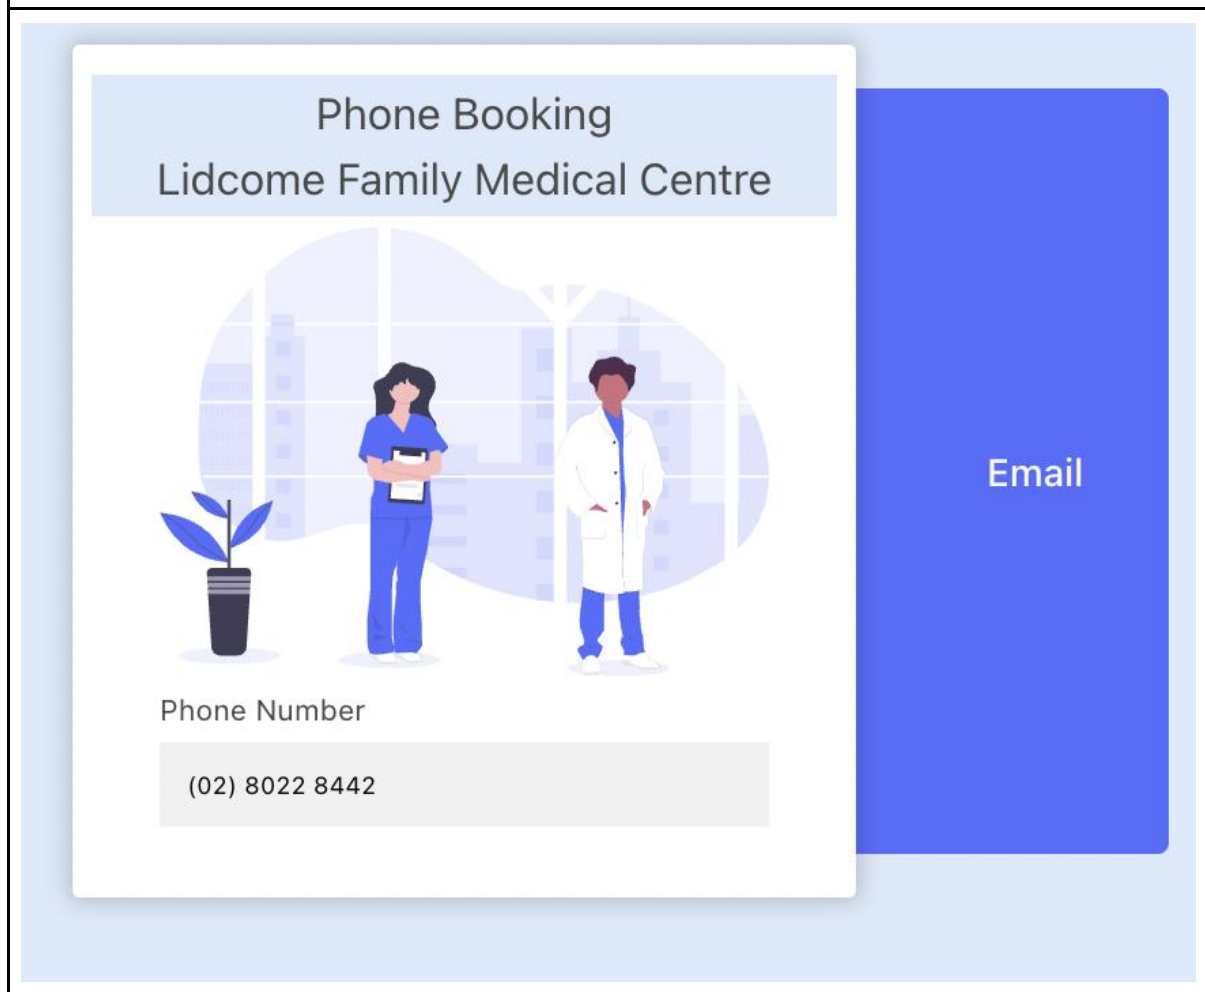 Phone Booking
Lidcome Family Medical Centre
Email
Phone Number
(02) 8022 8442